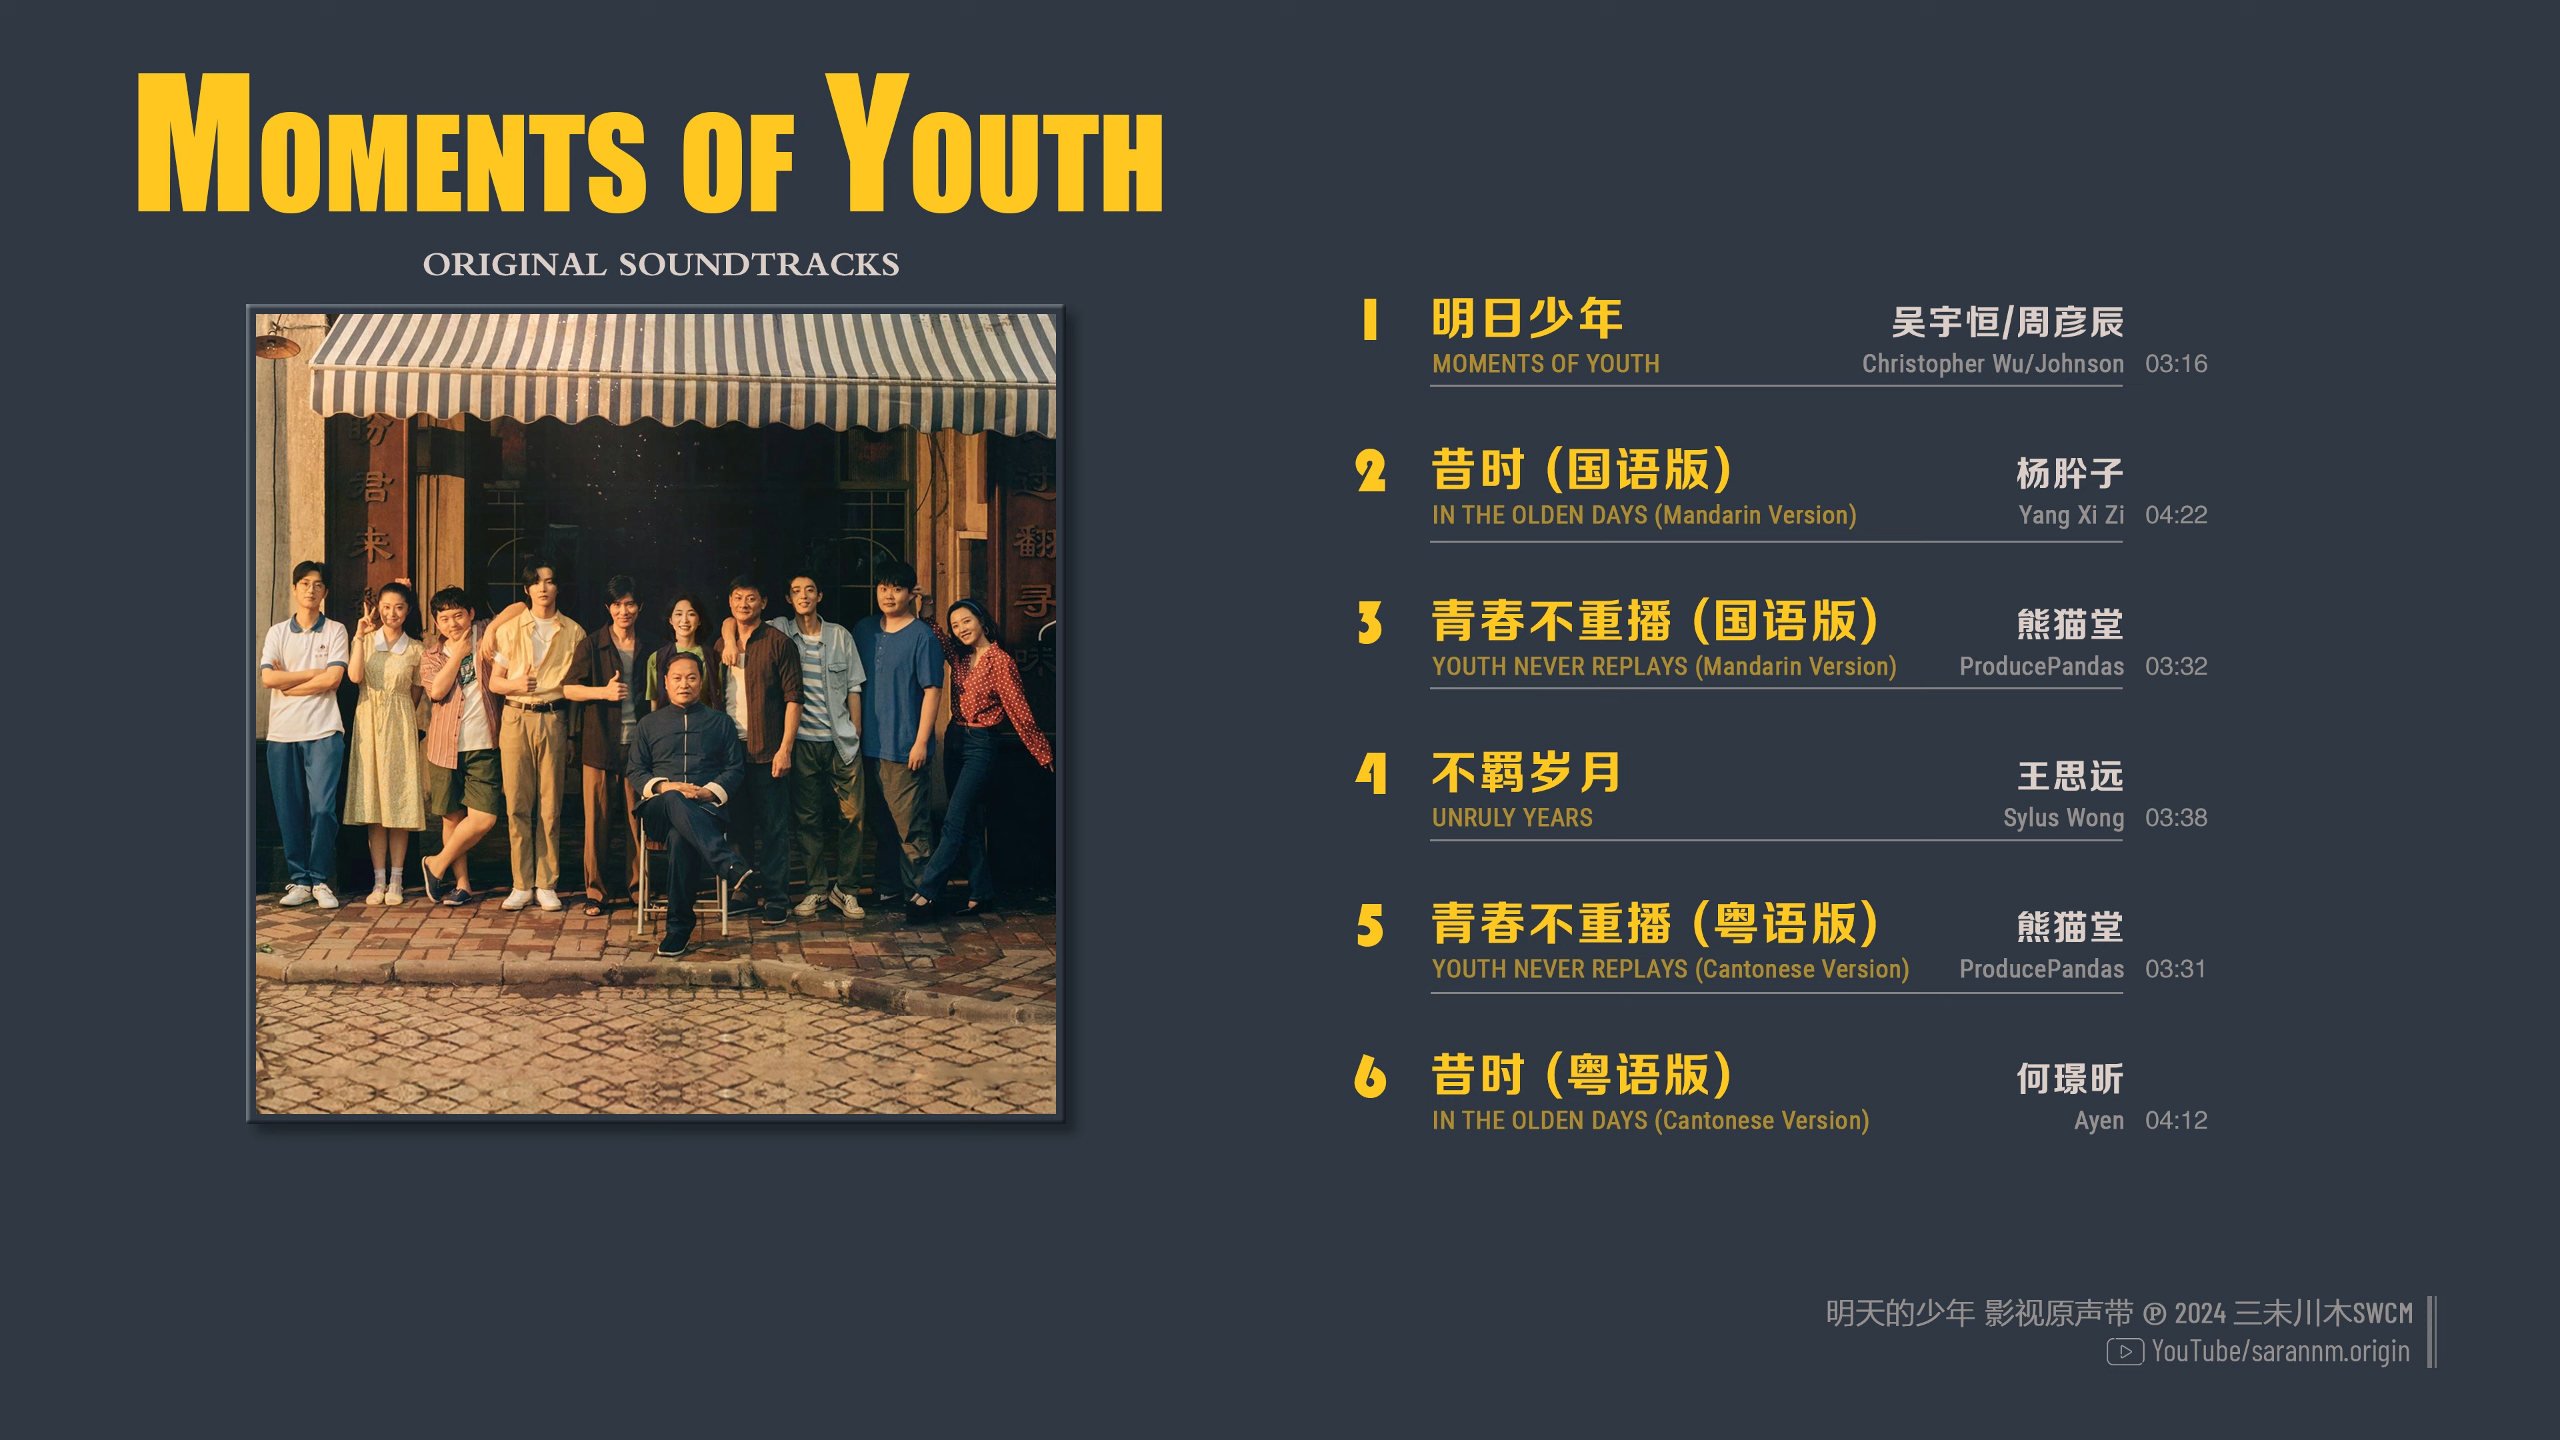 MOMENTS OF YOUTH
ORIGINAL SOUNDTRACKS
君
来
过
翻
寻
味
1 明日少年 吴宇恒/周彦辰
MOMENTS OF YOUTH Christopher Wu/Johnson 03:16
2 昔时 (国语版) 杨肸子
IN THE OLDEN DAYS (Mandarin Version) Yang Xi Zi 04:22
3 青春不重播 (国语版) 熊猫堂
YOUTH NEVER REPLAYS (Mandarin Version) ProducePandas 03:32
4 不羁岁月 王思远
UNRULY YEARS Sylus Wong 03:38
5 青春不重播 (粤语版) 熊猫堂
YOUTH NEVER REPLAYS (Cantonese Version) ProducePandas 03:31
6 昔时 (粤语版) 何璟昕
IN THE OLDEN DAYS (Cantonese Version) Ayen 04:12
明天的少年 影视原声带 ℗ 2024 三未川木SWCM
YouTube/sarannm.origin